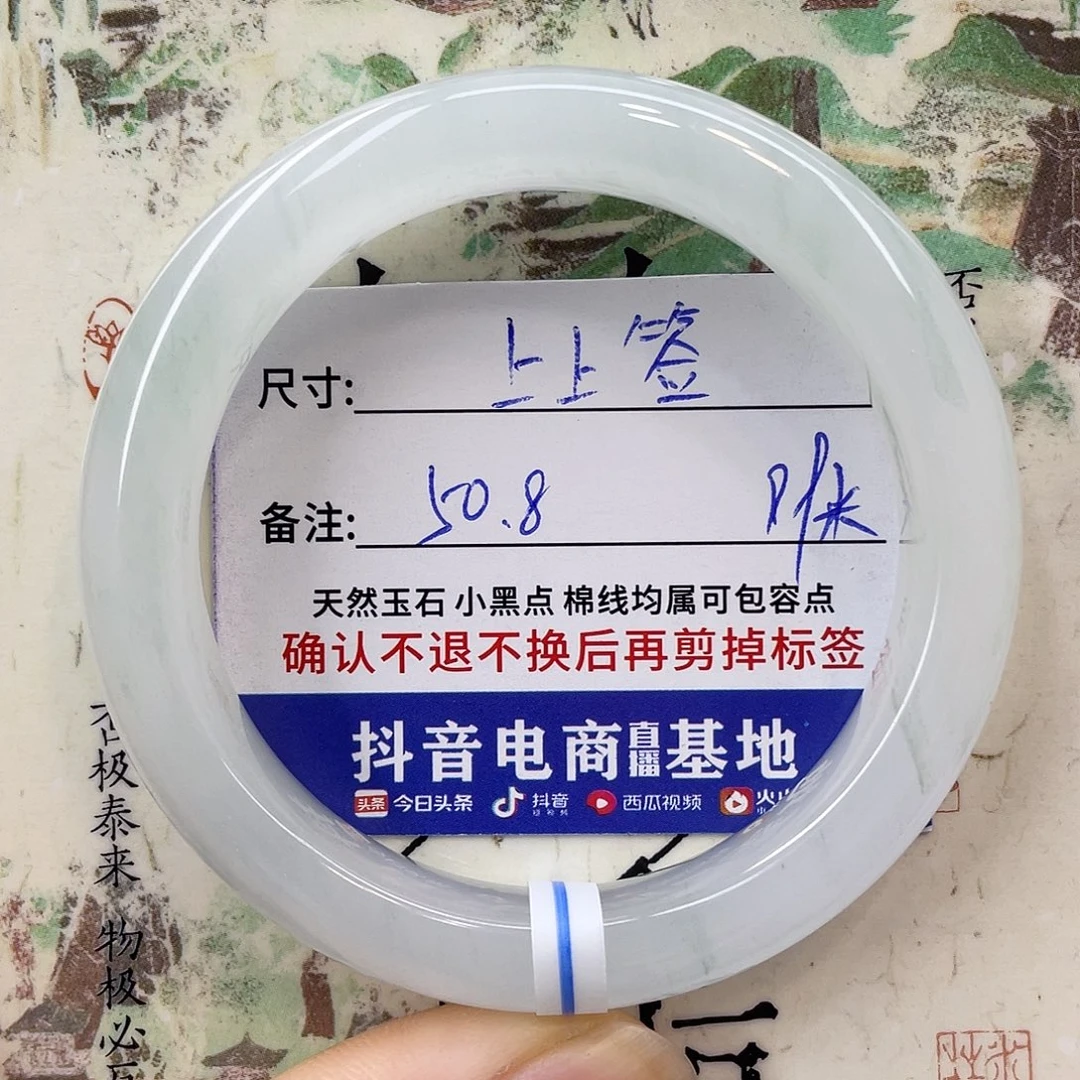 尺寸: 上上签
备注: 50.8
天然玉石 小黑点 棉线均属可包容点
确认不退不换后再剪掉标签
抖音电商直播基地
头条 今日头条 抖音 西瓜视频
否
极泰来 物极必